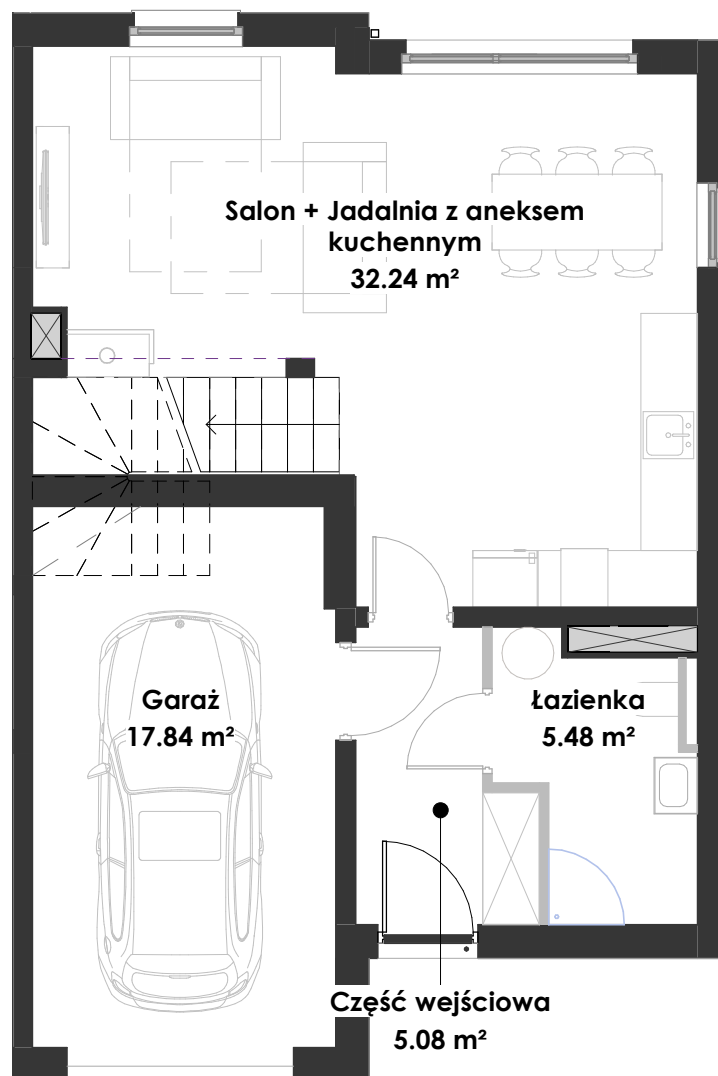 Salon + Jadalnia z aneksem
kuchennym
32.24 m²
Garaż
17.84 m²
Łazienka
5.48 m²
Część wejściowa
5.08 m²